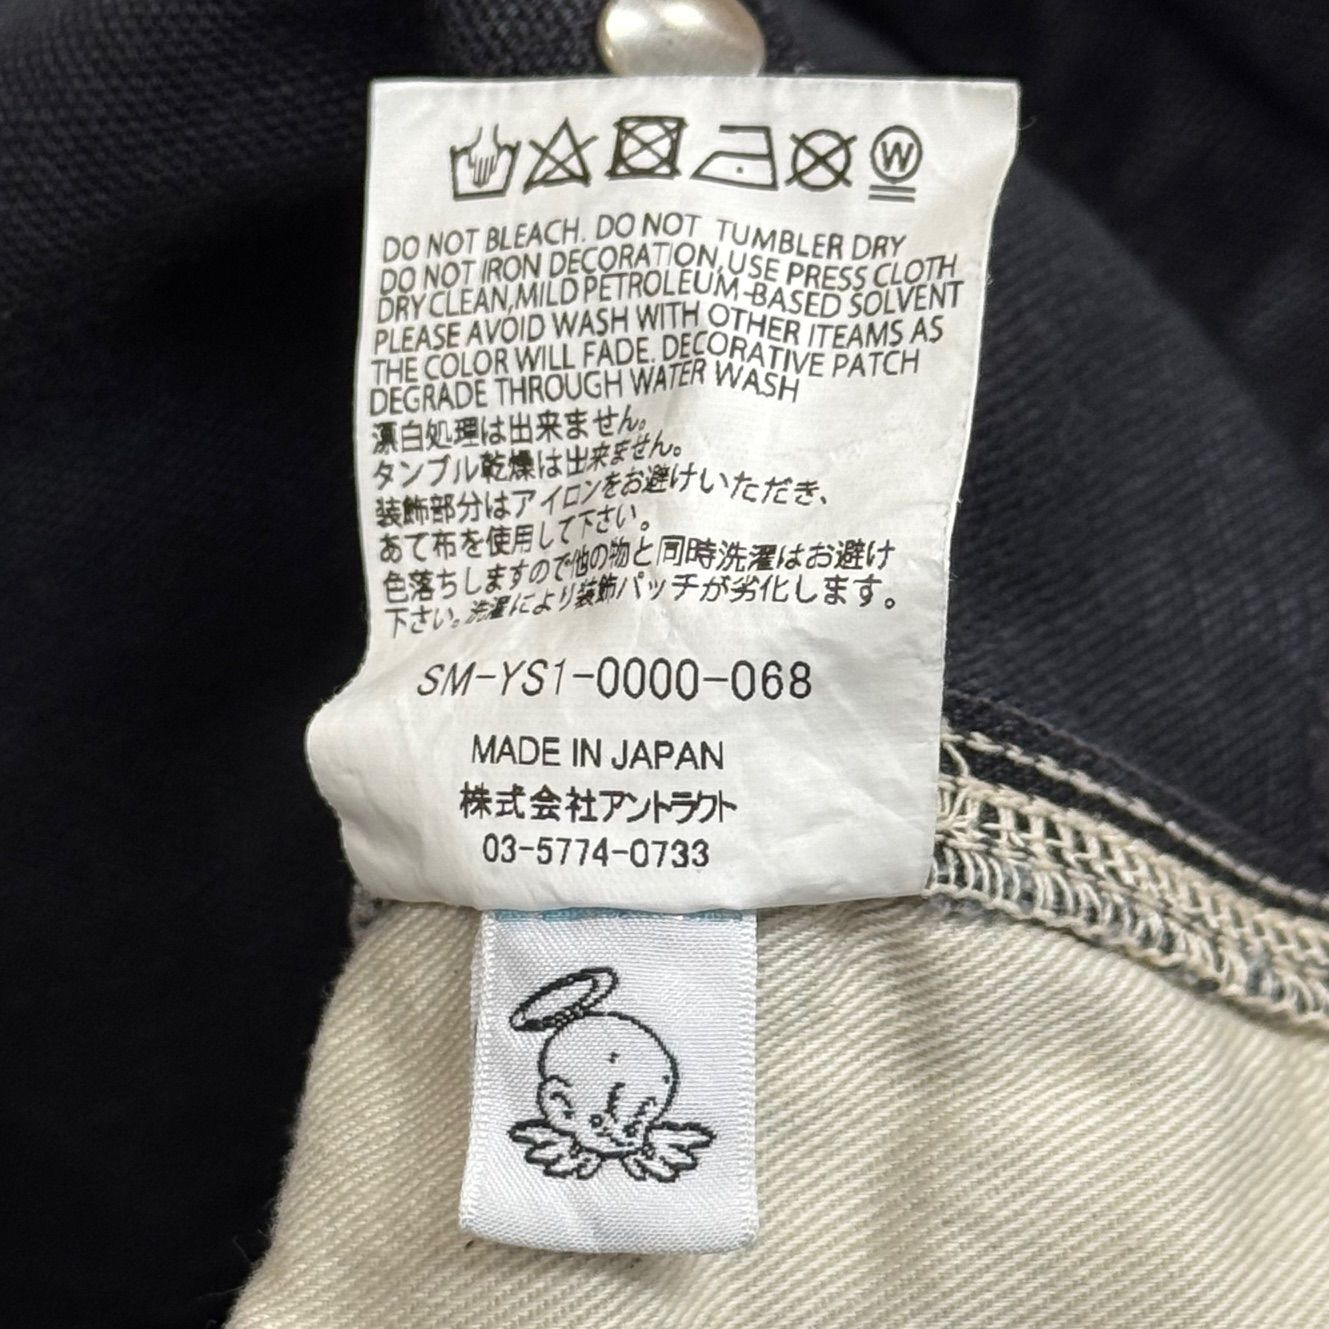 W
DO NOT BLEACH. DO NOT TUMBLER DRY
DO NOT IRON DECORATION,USE PRESS CLOTH
DRY CLEAN,MILD PETROLEUM-BASED SOLVENT
PLEASE AVOID WASH WITH OTHER ITEAMS AS
THE COLOR WILL FADE. DECORATIVE PATCH
DEGRADE THROUGH WATER WASH
漂白処理は出来ません。
タンブル乾燥は出来ません。
装飾部分はアイロンをお避けいただき、
あて布を使用して下さい。
色落ちしますので他の物と同時洗濯はお避け
下さい。洗濯により装飾パッチが劣化します。
SM-YS1-0000-068
MADE IN JAPAN
株式会社アントラクト
03-5774-0733